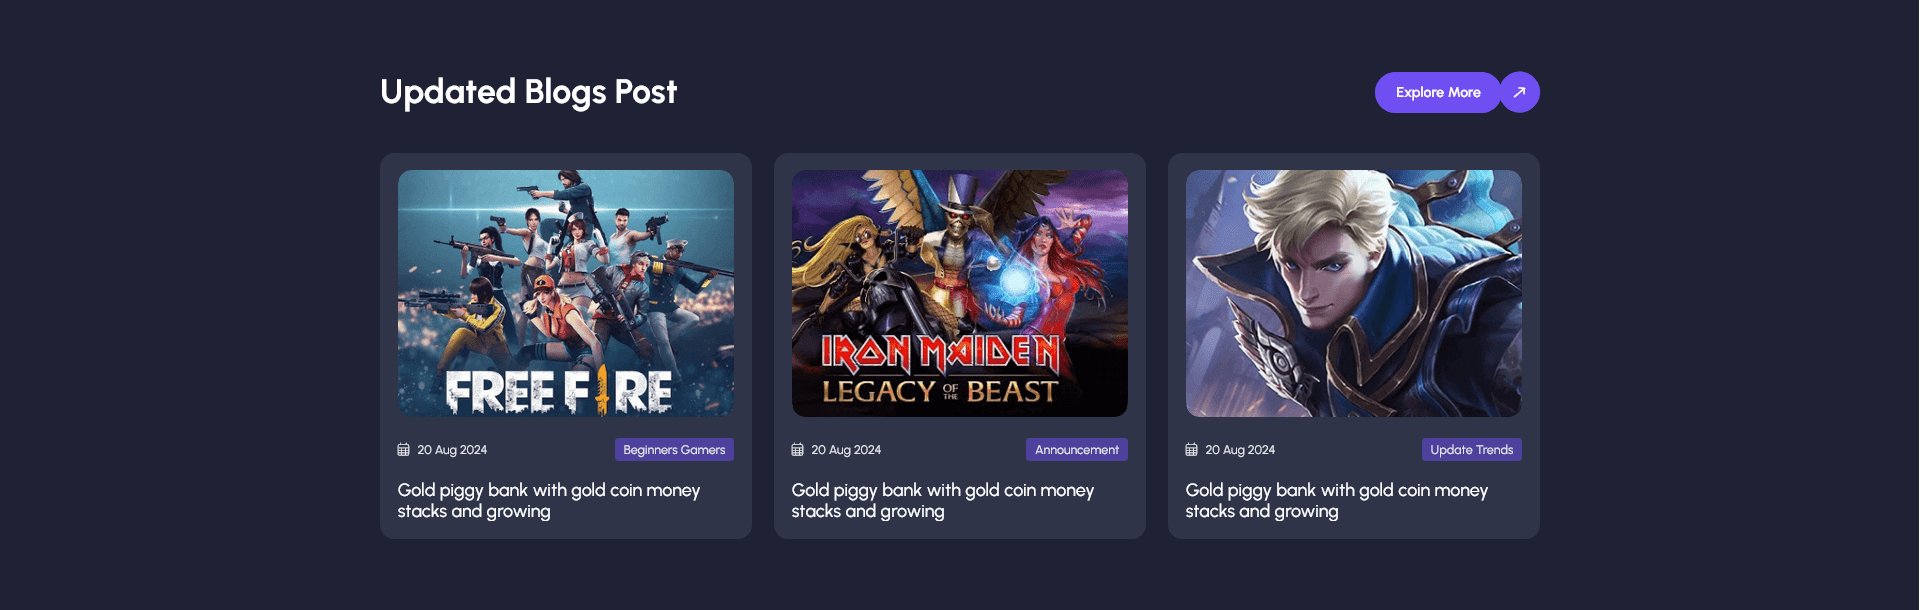 Updated Blogs Post
Explore More
FREE FIRE
20 Aug 2024
Beginners Gamers
Gold piggy bank with gold coin money
stacks and growing
IRON MAIDEN
LEGACY OF THE BEAST
20 Aug 2024
Announcement
Gold piggy bank with gold coin money
stacks and growing
20 Aug 2024
Update Trends
Gold piggy bank with gold coin money
stacks and growing